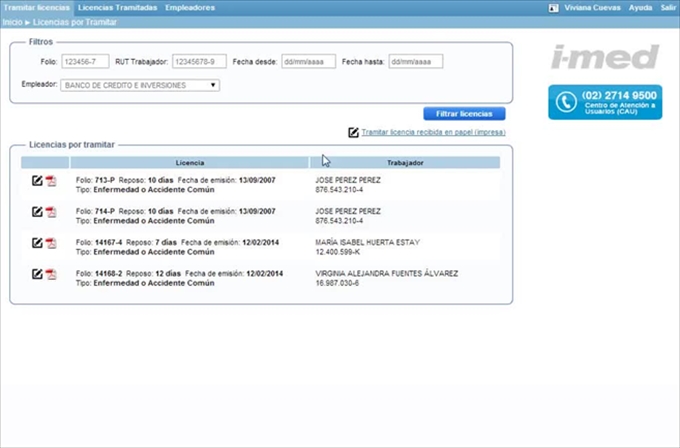 Tramitar licencias Licencias Tramitadas Empleadores Viviana Cuevas Ayuda Salir
Inicio ▸ Licencias por Tramitar
Filtros
Folio: 123456-7 RUT Trabajador: 12345678-9 Fecha desde: dd/mm/aaaa Fecha hasta: dd/mm/aaaa
Empleador: BANCO DE CREDITO E INVERSIONES
i-med
(02) 2714 9500
Centro de Atención a
Usuarios (CAU)
Filtrar licencias
Tramitar licencia recibida en papel (impresa)
Licencias por tramitar
Licencia Trabajador
Folio: 713-P Reposo: 10 días Fecha de emisión: 13/09/2007 JOSE PEREZ PEREZ
Tipo: Enfermedad o Accidente Común 876.543.210-4
Folio: 714-P Reposo: 10 días Fecha de emisión: 13/09/2007 JOSE PEREZ PEREZ
Tipo: Enfermedad o Accidente Común 876.543.210-4
Folio: 14167-4 Reposo: 7 días Fecha de emisión: 12/02/2014 MARÍA ISABEL HUERTA ESTAY
Tipo: Enfermedad o Accidente Común 12.400.599-K
Folio: 14168-2 Reposo: 12 días Fecha de emisión: 12/02/2014 VIRGINIA ALEJANDRA FUENTES ÁLVAREZ
Tipo: Enfermedad o Accidente Común 16.987.030-6